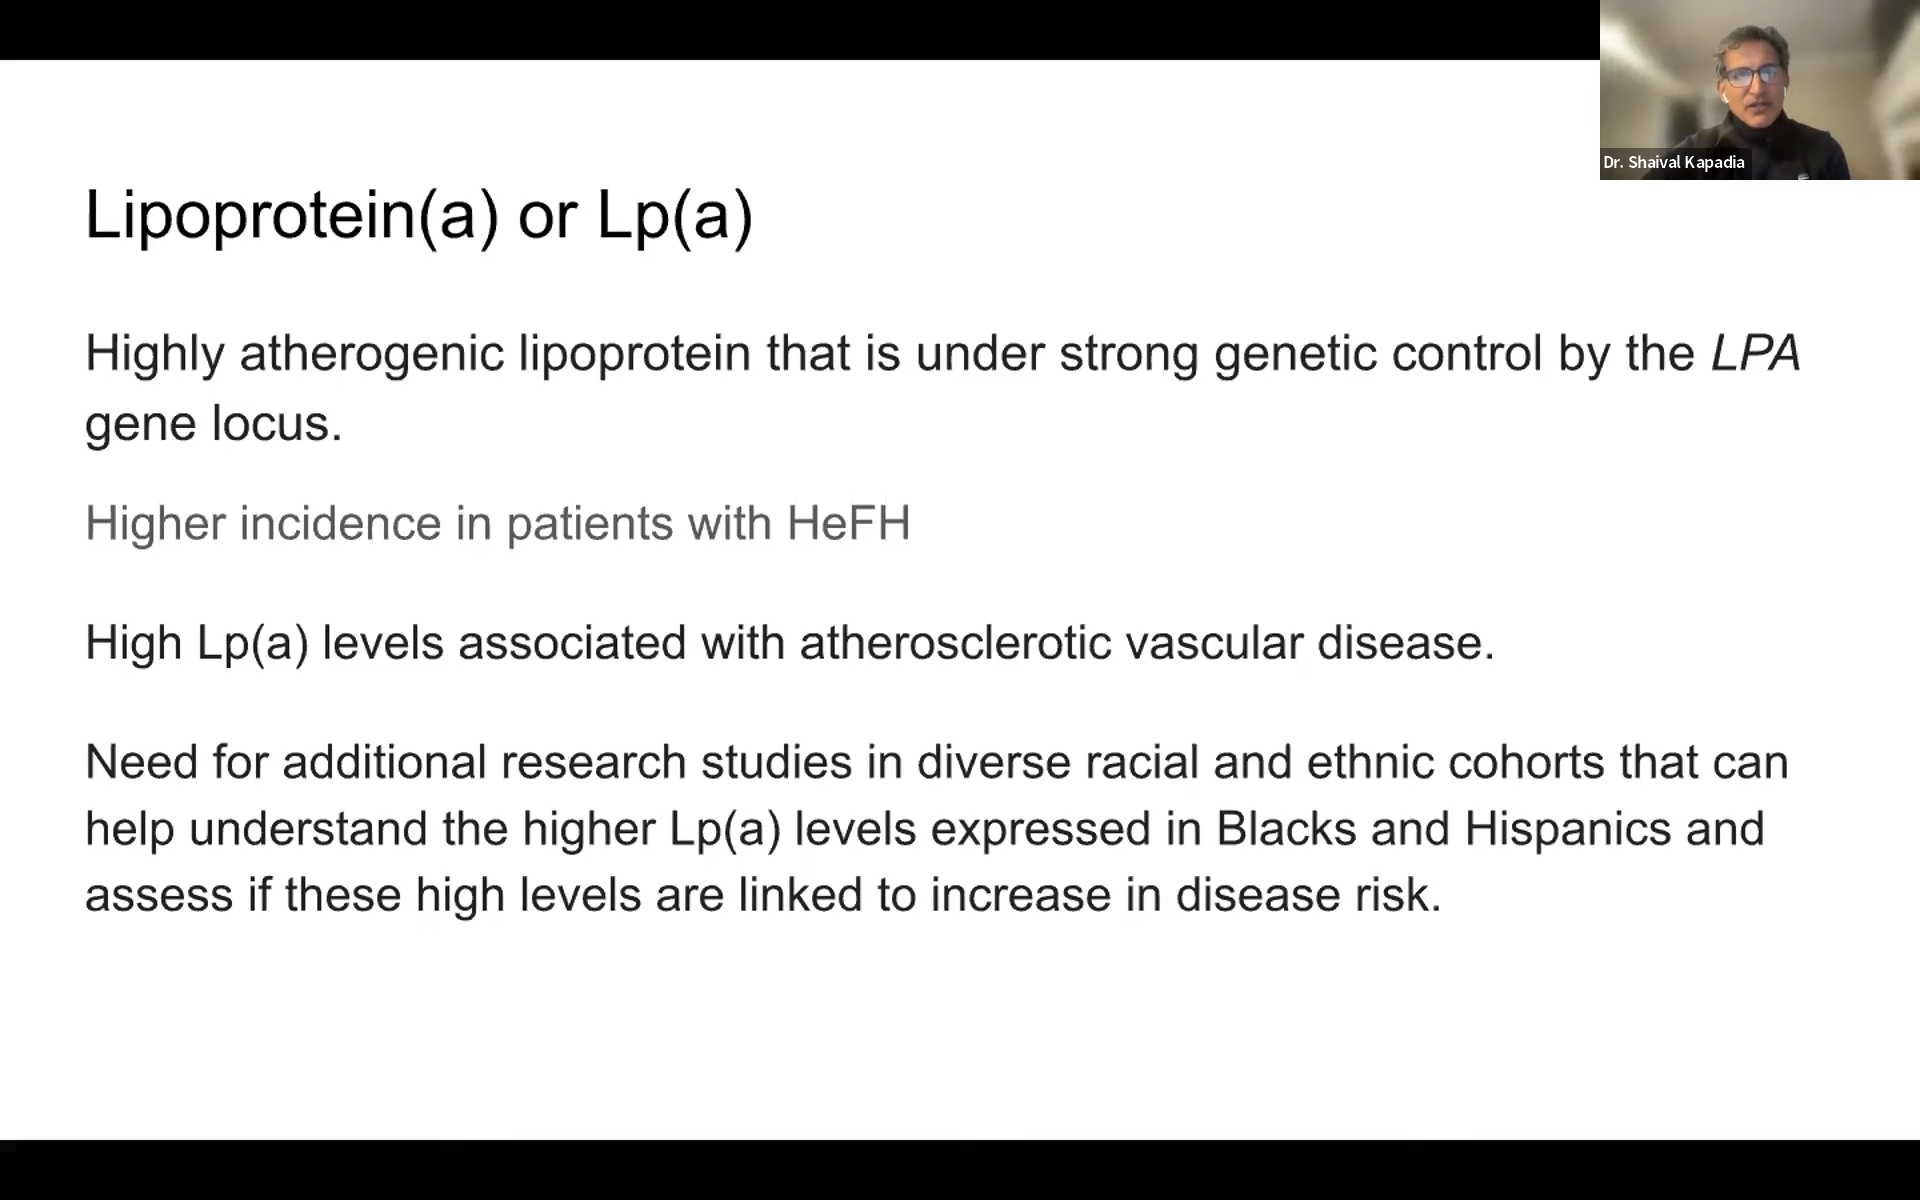 Dr. Shaival Kapadia
Lipoprotein(a) or Lp(a)
Highly atherogenic lipoprotein that is under strong genetic control by the LPA
gene locus.
Higher incidence in patients with HeFH
High Lp(a) levels associated with atherosclerotic vascular disease.
Need for additional research studies in diverse racial and ethnic cohorts that can
help understand the higher Lp(a) levels expressed in Blacks and Hispanics and
assess if these high levels are linked to increase in disease risk.